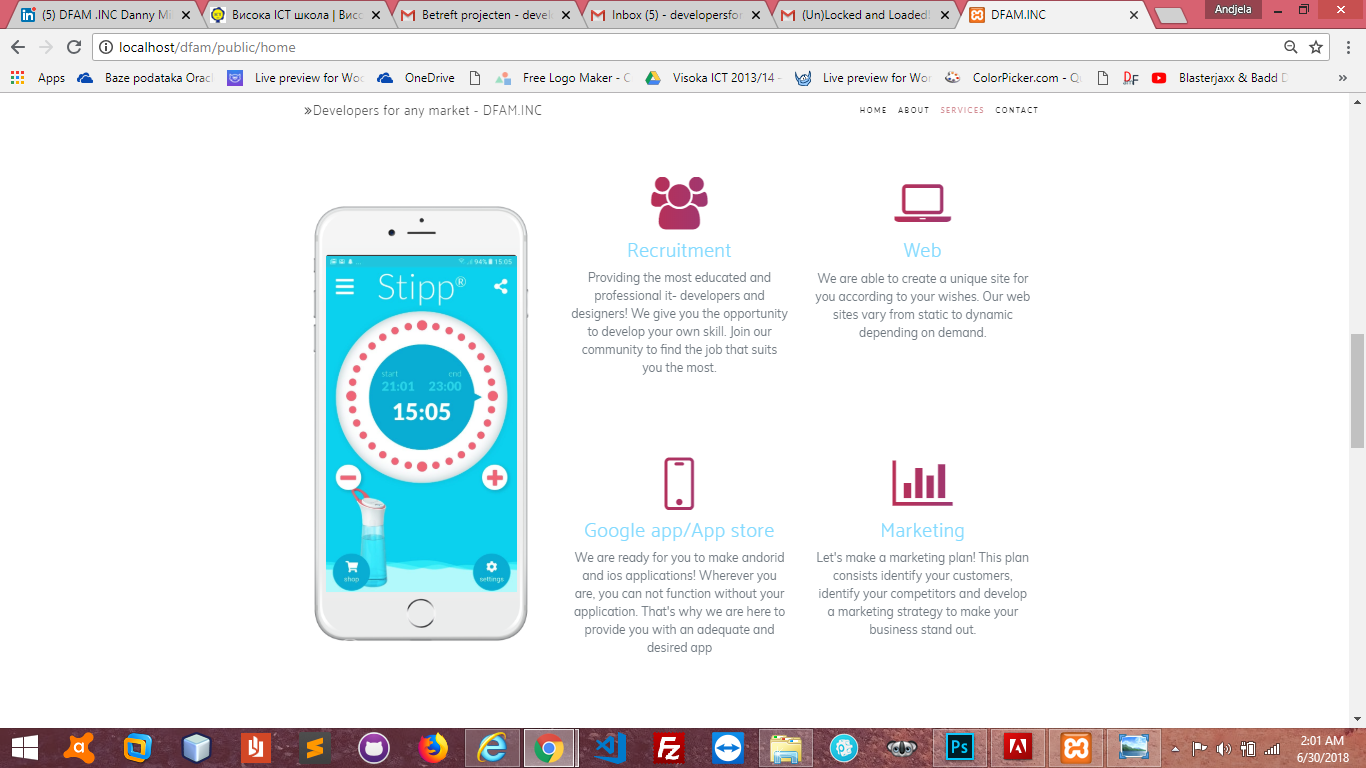 (5) DFAM .INC Danny Mi
Висока ICT школа | Висс
Betreft projecten - devel
Inbox (5) - developersfor
(Un)Locked and Loaded!
DFAM.INC
Andjela
localhost/dfam/public/home
Apps
Baze podataka Orac
Live preview for Woo
OneDrive
Free Logo Maker - C
Visoka ICT 2013/14 -
Live preview for Wor
ColorPicker.com - Qu
Blasterjaxx & Badd D
»
»Developers for any market - DFAM.INC
HOME ABOUT SERVICES CONTACT
94% 15:05
Stipp®
start end
21:01 23:00
15:05
shop
settings
Recruitment
Providing the most educated and
professional it- developers and
designers! We give you the opportunity
to develop your own skill. Join our
community to find the job that suits
you the most.
Web
We are able to create a unique site for
you according to your wishes. Our web
sites vary from static to dynamic
depending on demand.
Google app/App store
We are ready for you to make andorid
and ios applications! Wherever you
are, you can not function without your
application. That's why we are here to
provide you with an adequate and
desired app
Marketing
Let's make a marketing plan! This plan
consists identify your customers,
identify your competitors and develop
a marketing strategy to make your
business stand out.
2:01 AM
6/30/2018